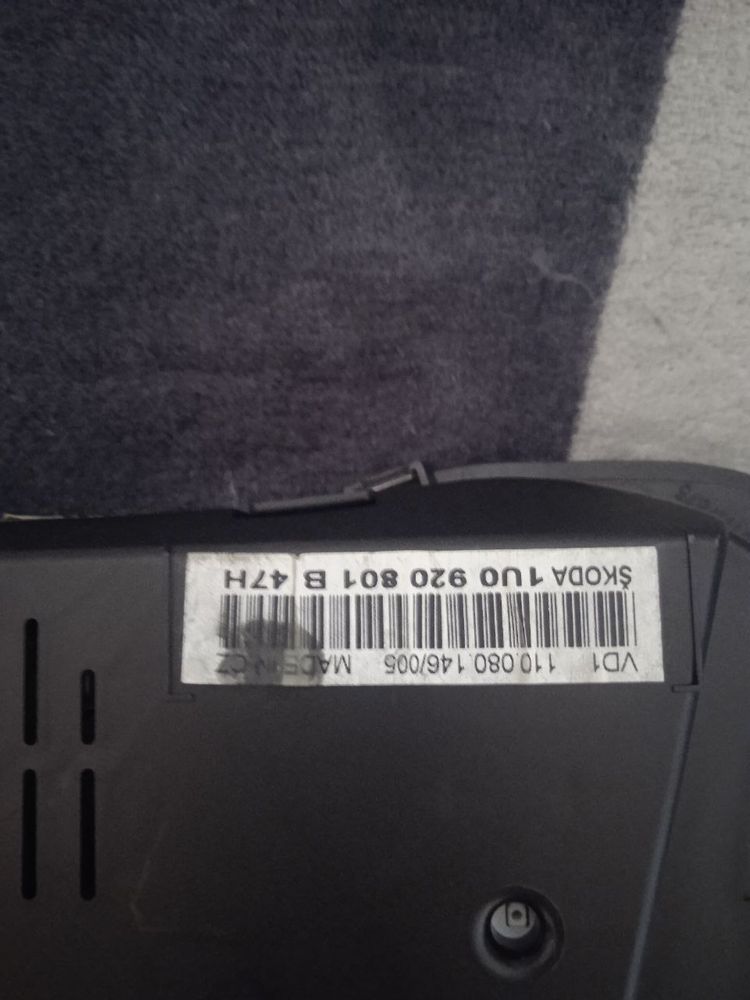 VD1 110.080.146/005 MADE IN CZ
ŠKODA 1U0 920 801 B 47H